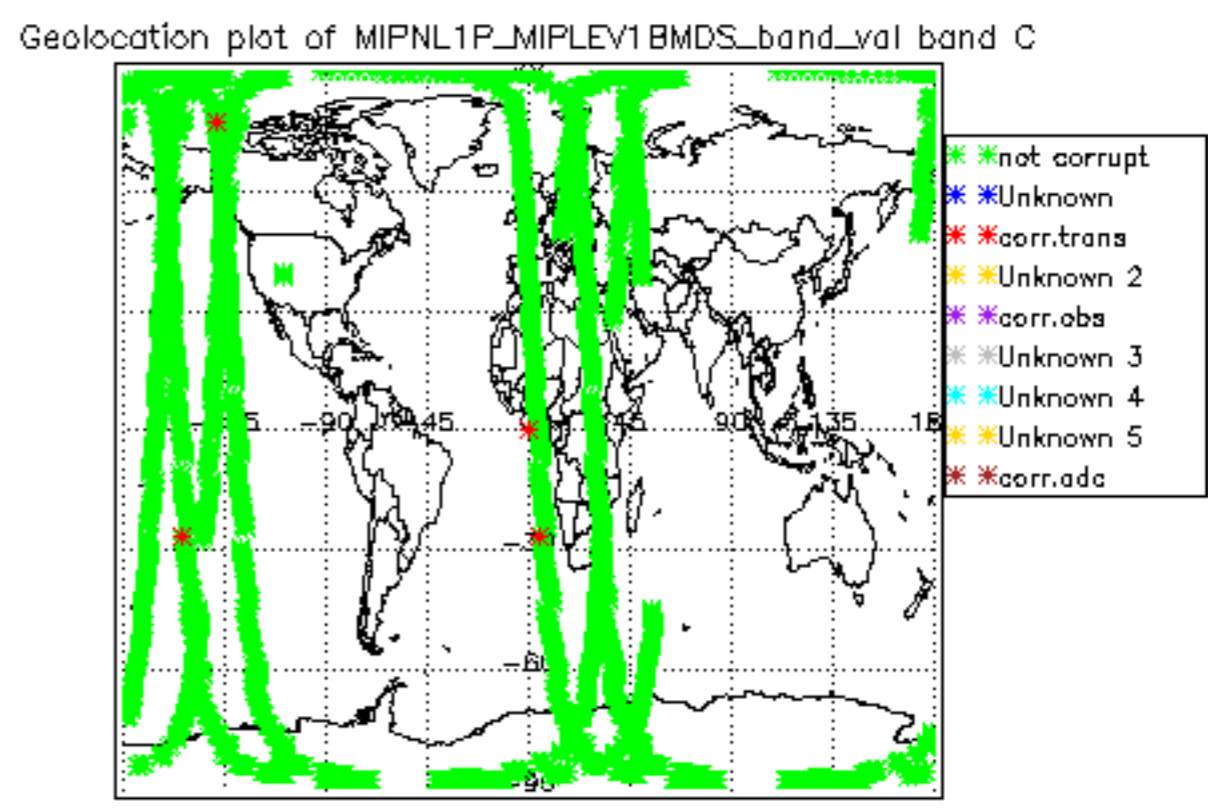 Geolocation plot of MIPNL1P_MIPLEV1BMDS_band_val band C
not corrupt
Unknown
corr.trans
Unknown 2
corr.obs
Unknown 3
Unknown 4
Unknown 5
corr.adc
-90 -45 45 90 135
-60
-90